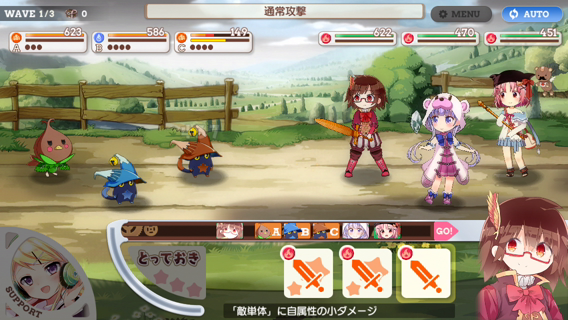 WAVE 1/3
0
通常攻撃
MENU
AUTO
623
A
586
B
149
C
622
470
451
A
B
C
GO!
とっておき
SUPPORT
「敵単体」に自属性の小ダメージ